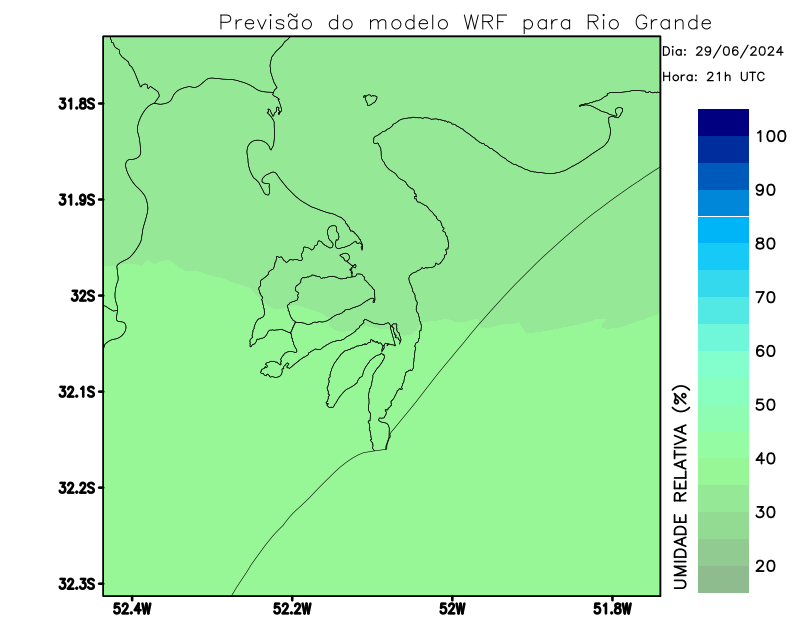 Previsão do modelo WRF para Rio Grande
Dia: 29/06/2024
Hora: 21h UTC
31.8S
31.9S
32S
32.1S
32.2S
32.3S
52.4W
52.2W
52W
51.8W
100
90
80
70
60
50
40
30
20
UMIDADE RELATIVA (%)